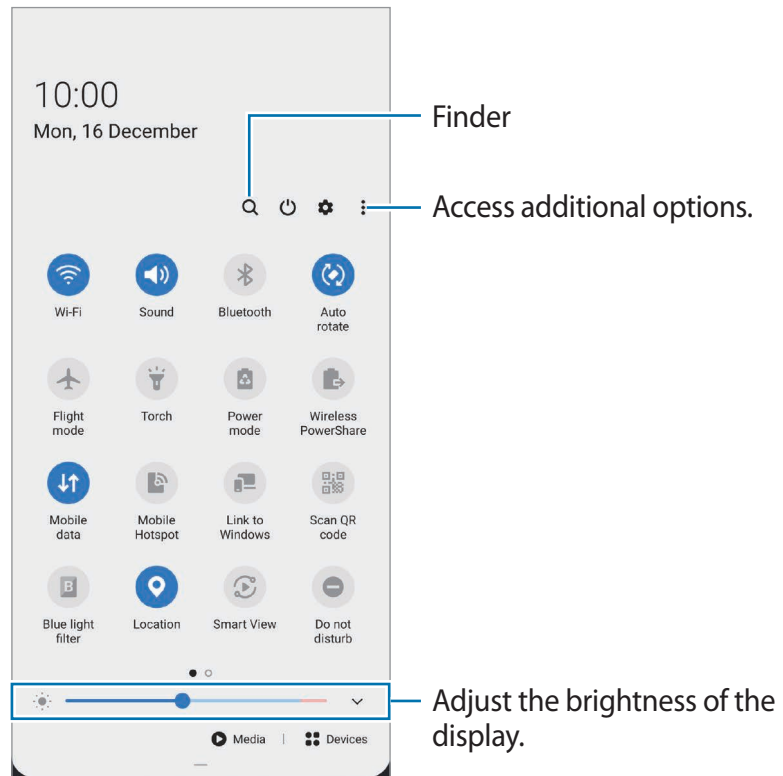 10:00
Mon, 16 December
Finder
Access additional options.
Wi-Fi
Sound
Bluetooth
Auto
rotate
Flight
mode
Torch
Power
mode
Wireless
PowerShare
Mobile
data
Mobile
Hotspot
Link to
Windows
Scan QR
code
B
Blue light
filter
Location
Smart View
Do not
disturb
Adjust the brightness of the
display.
Media | Devices